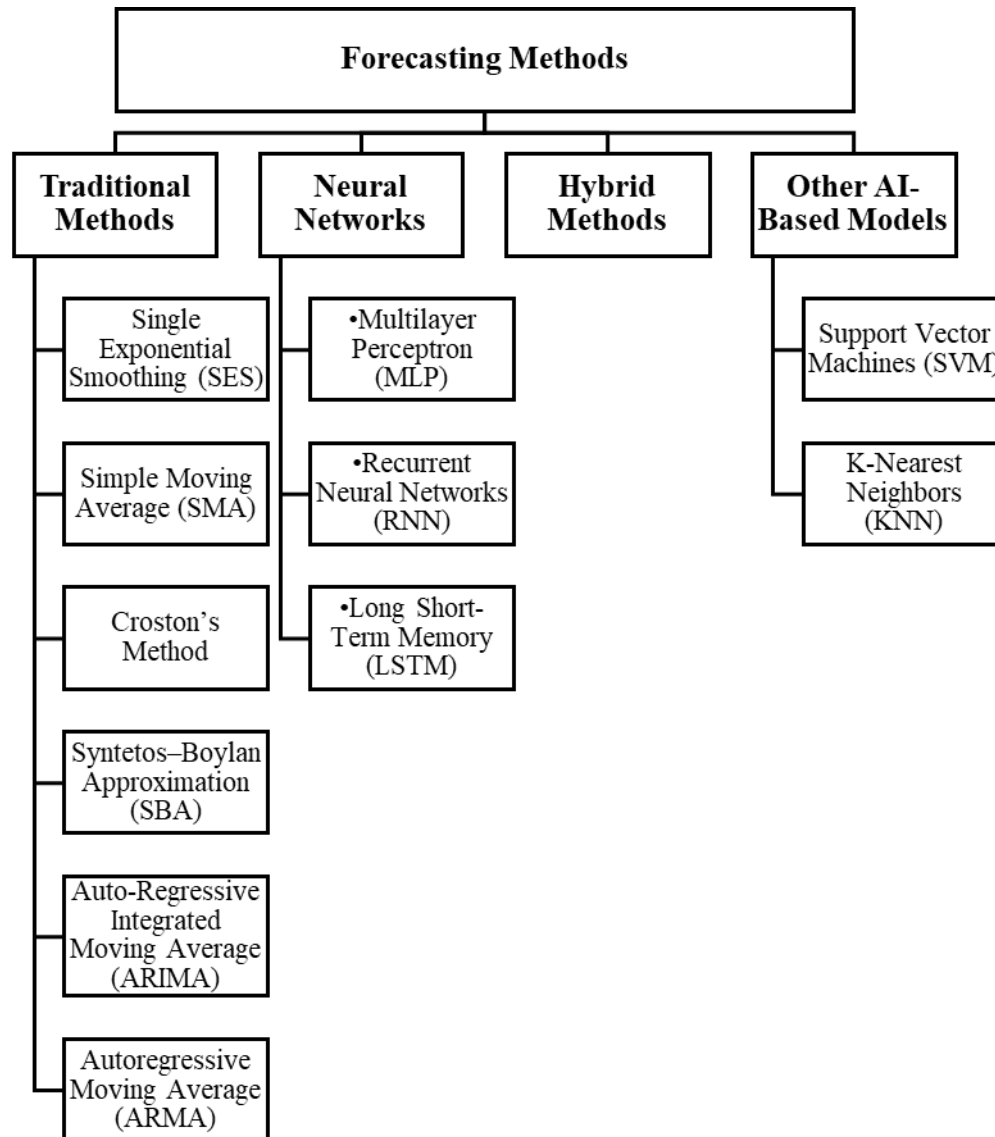 Forecasting Methods
Traditional
Methods
Neural
Networks
Hybrid
Methods
Other AI-
Based Models
Single
Exponential
Smoothing (SES)
Simple Moving
Average (SMA)
Croston’s
Method
Syntetos–Boylan
Approximation
(SBA)
Auto-Regressive
Integrated
Moving Average
(ARIMA)
Autoregressive
Moving Average
(ARMA)
•Multilayer
Perceptron
(MLP)
•Recurrent
Neural Networks
(RNN)
•Long Short-
Term Memory
(LSTM)
Support Vector
Machines (SVM)
K-Nearest
Neighbors
(KNN)